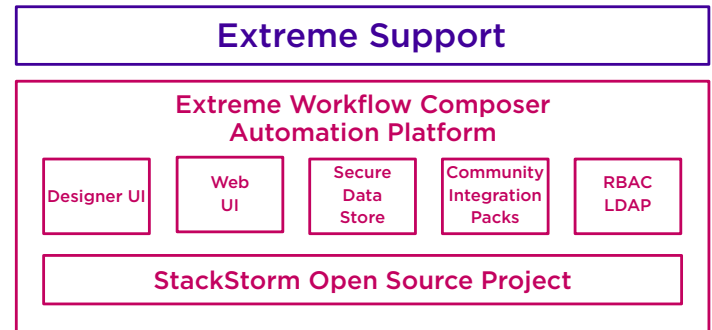 Extreme Support
Extreme Workflow Composer
Automation Platform
Designer UI
Web
UI
Secure
Data
Store
Community
Integration
Packs
RBAC
LDAP
StackStorm Open Source Project